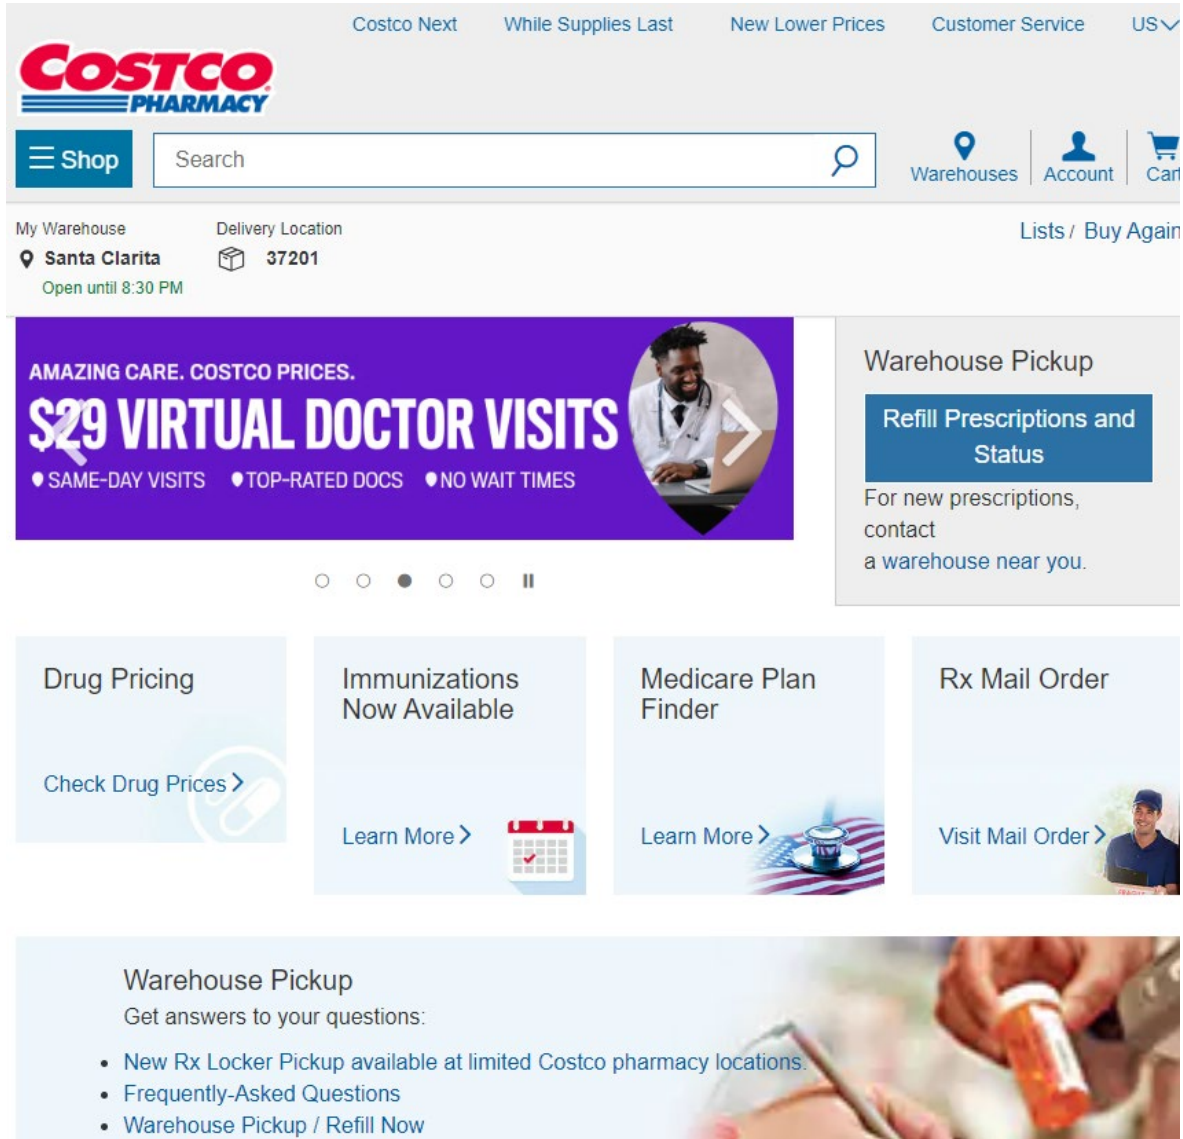 Costco Next While Supplies Last New Lower Prices Customer Service US
COSTCO
PHARMACY
Shop Search Warehouses Account Cart
My Warehouse Delivery Location
Santa Clarita 37201
Open until 8:30 PM
Lists / Buy Again
AMAZING CARE. COSTCO PRICES.
$29 VIRTUAL DOCTOR VISITS
SAME-DAY VISITS TOP-RATED DOCS NO WAIT TIMES
Warehouse Pickup
Refill Prescriptions and
Status
For new prescriptions,
contact
a warehouse near you.
Drug Pricing
Check Drug Prices
Immunizations
Now Available
Learn More
Medicare Plan
Finder
Learn More
Rx Mail Order
Visit Mail Order
Warehouse Pickup
Get answers to your questions:
• New Rx Locker Pickup available at limited Costco pharmacy locations.
• Frequently-Asked Questions
• Warehouse Pickup / Refill Now